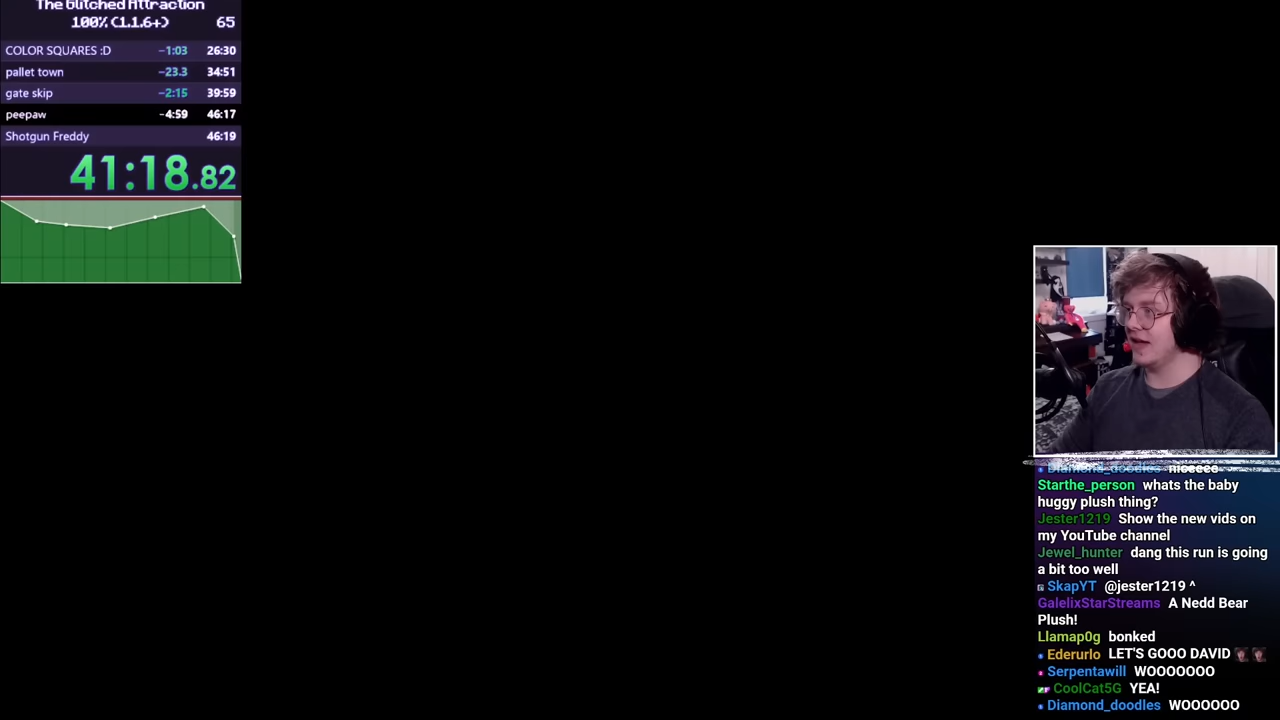 The Glitched Attraction
100% (1.1.6+) 65
COLOR SQUARES :D -1:03 26:30
pallet town -23.3 34:51
gate skip -2:15 39:59
peepaw -4:59 46:17
Shotgun Freddy 46:19
41:18.82
Diamond_doodles niceeee
Starthe_person whats the baby
huggy plush thing?
Jester1219 Show the new vids on
my YouTube channel
Jewel_hunter dang this run is going
a bit too well
SkapYT @jester1219 ^
GalelixStarStreams A Nedd Bear
Plush!
Llamap0g bonked
Ederurlo LET'S GOOO DAVID
Serpentawill WOOOOOOO
CoolCat5G YEA!
Diamond_doodles WOOOOOO